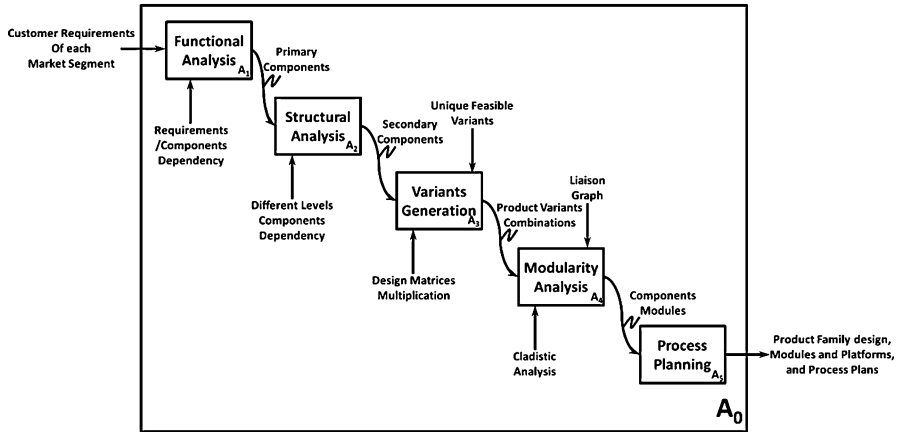 Customer Requirements
Of each
Market Segment
Functional
Analysis
A1
Primary
Components
Requirements
/Components
Dependency
Structural
Analysis
A2
Secondary
Components
Unique Feasible
Variants
Different Levels
Components
Dependency
Variants
Generation
A3
Product Variants
Combinations
Liaison
Graph
Design Matrices
Multiplication
Modularity
Analysis
A4
Components
Modules
Cladistic
Analysis
Process
Planning
A5
Product Family design,
Modules and Platforms,
and Process Plans
A0